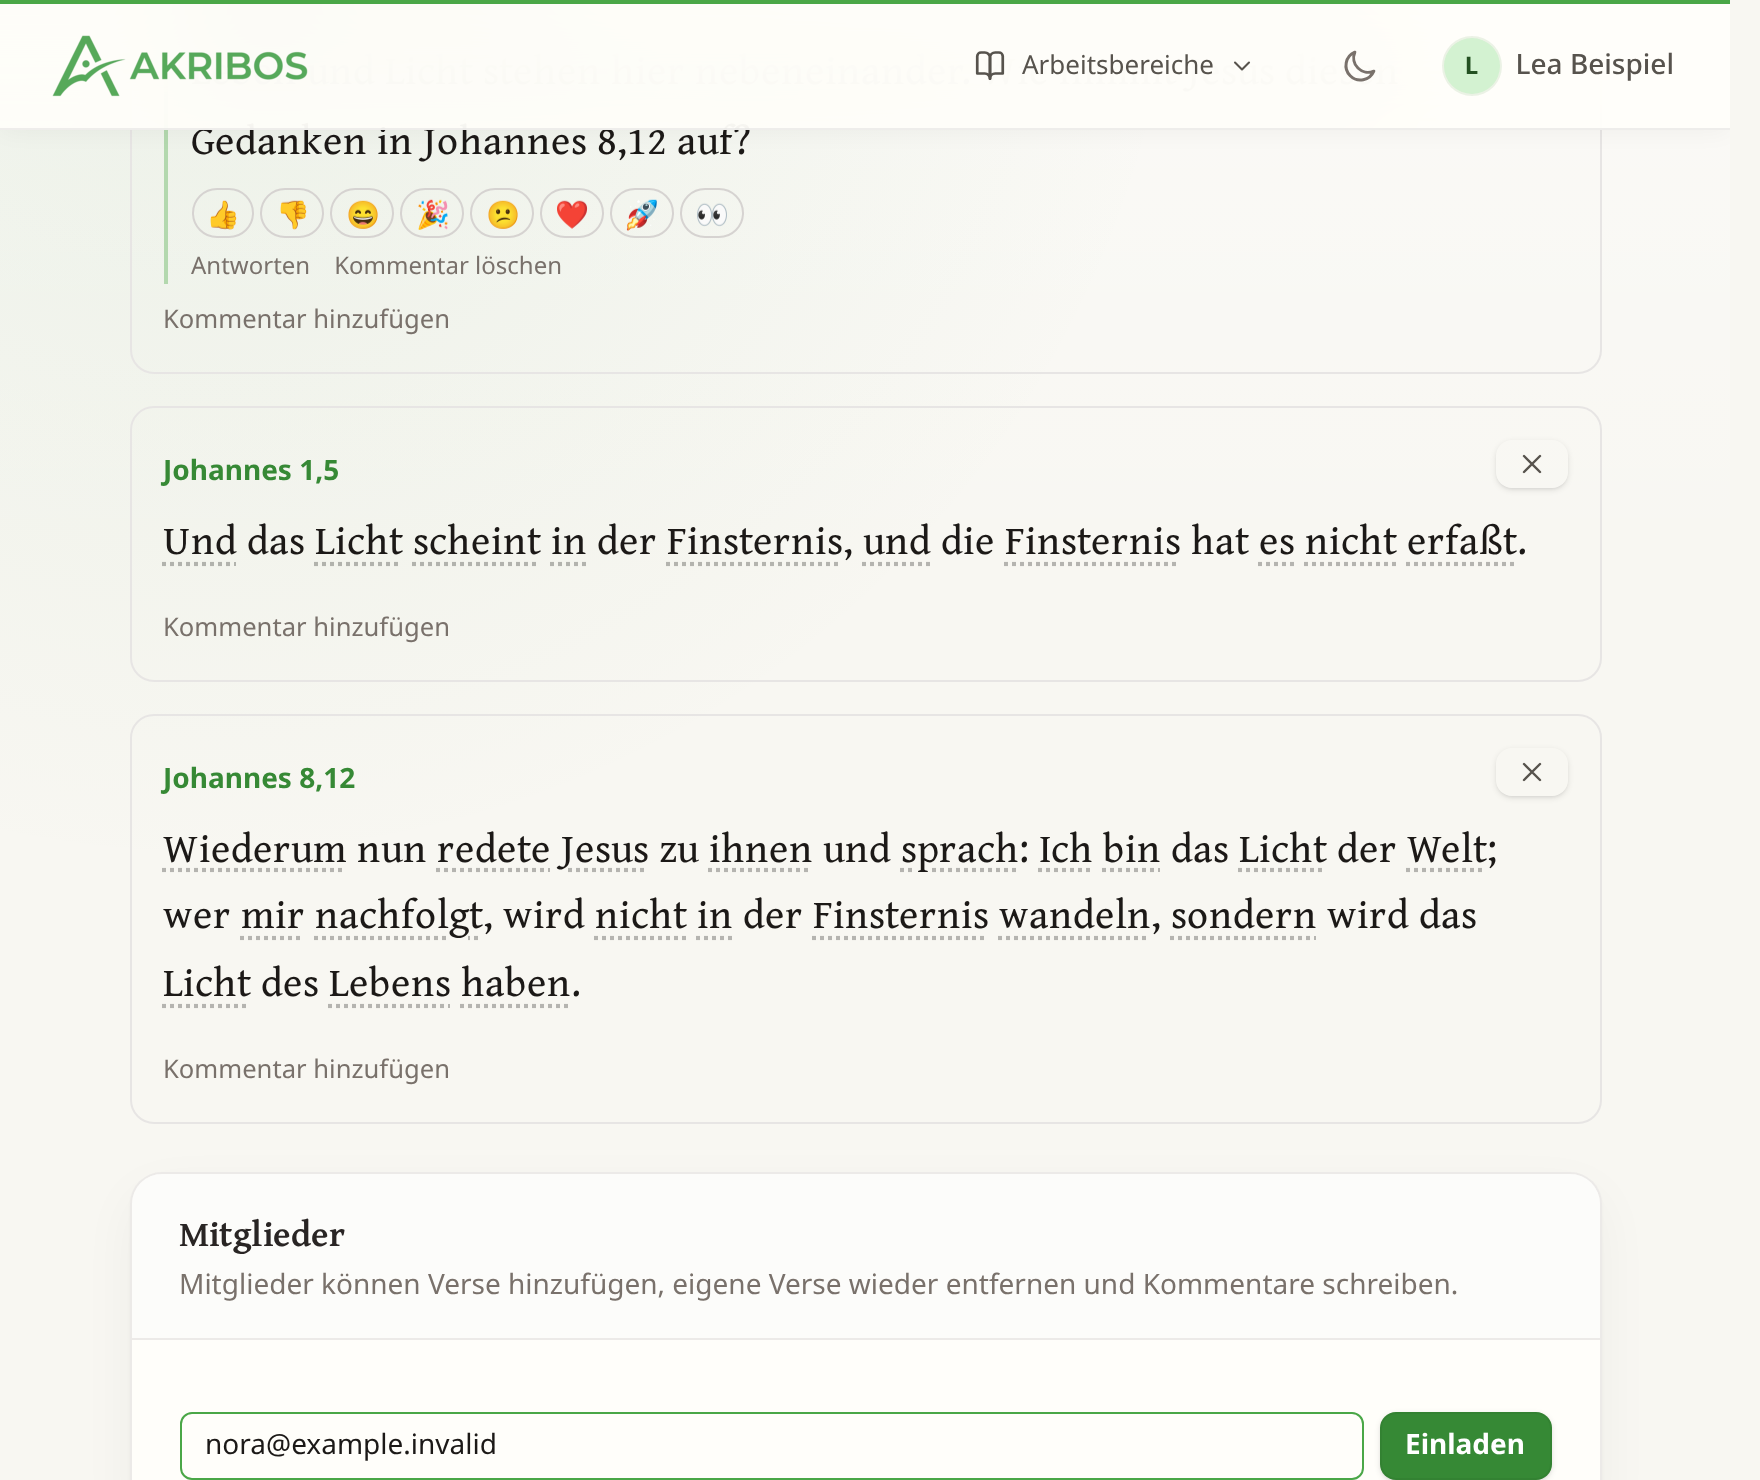 AKRIBOS
Arbeitsbereiche
L
Lea Beispiel
Gedanken in Johannes 8,12 auf?
Antworten Kommentar löschen
Kommentar hinzufügen
Johannes 1,5
Und das Licht scheint in der Finsternis, und die Finsternis hat es nicht erfaßt.
Kommentar hinzufügen
Johannes 8,12
Wiederum nun redete Jesus zu ihnen und sprach: Ich bin das Licht der Welt;
wer mir nachfolgt, wird nicht in der Finsternis wandeln, sondern wird das
Licht des Lebens haben.
Kommentar hinzufügen
Mitglieder
Mitglieder können Verse hinzufügen, eigene Verse wieder entfernen und Kommentare schreiben.
nora@example.invalid
Einladen